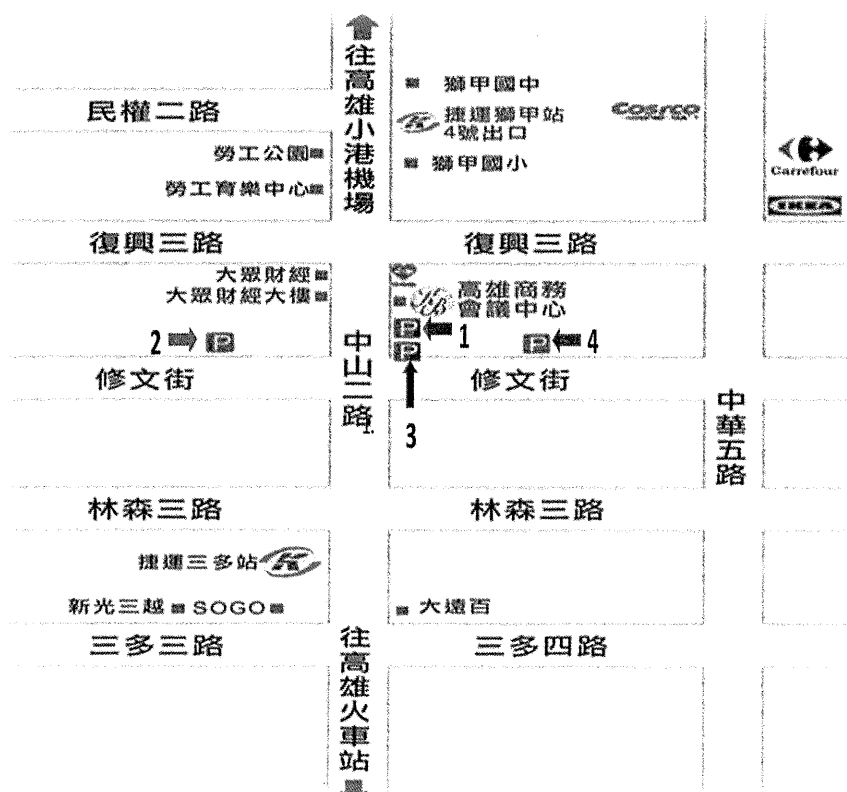 往高雄小港機場
民權二路
獅甲國中
捷運獅甲站
4號出口
COSTCO
勞工公園
獅甲國小
勞工育樂中心
Carrefour
IKEA
復興三路
復興三路
大眾財經
大眾財經大樓
高雄商務
會議中心
2
P
P
1
P
P
4
中山二路
1.
修文街
修文街
3
中華五路
林森三路
林森三路
捷運三多站
新光三越
SOGO
大遠百
三多三路
三多四路
往高雄火車站